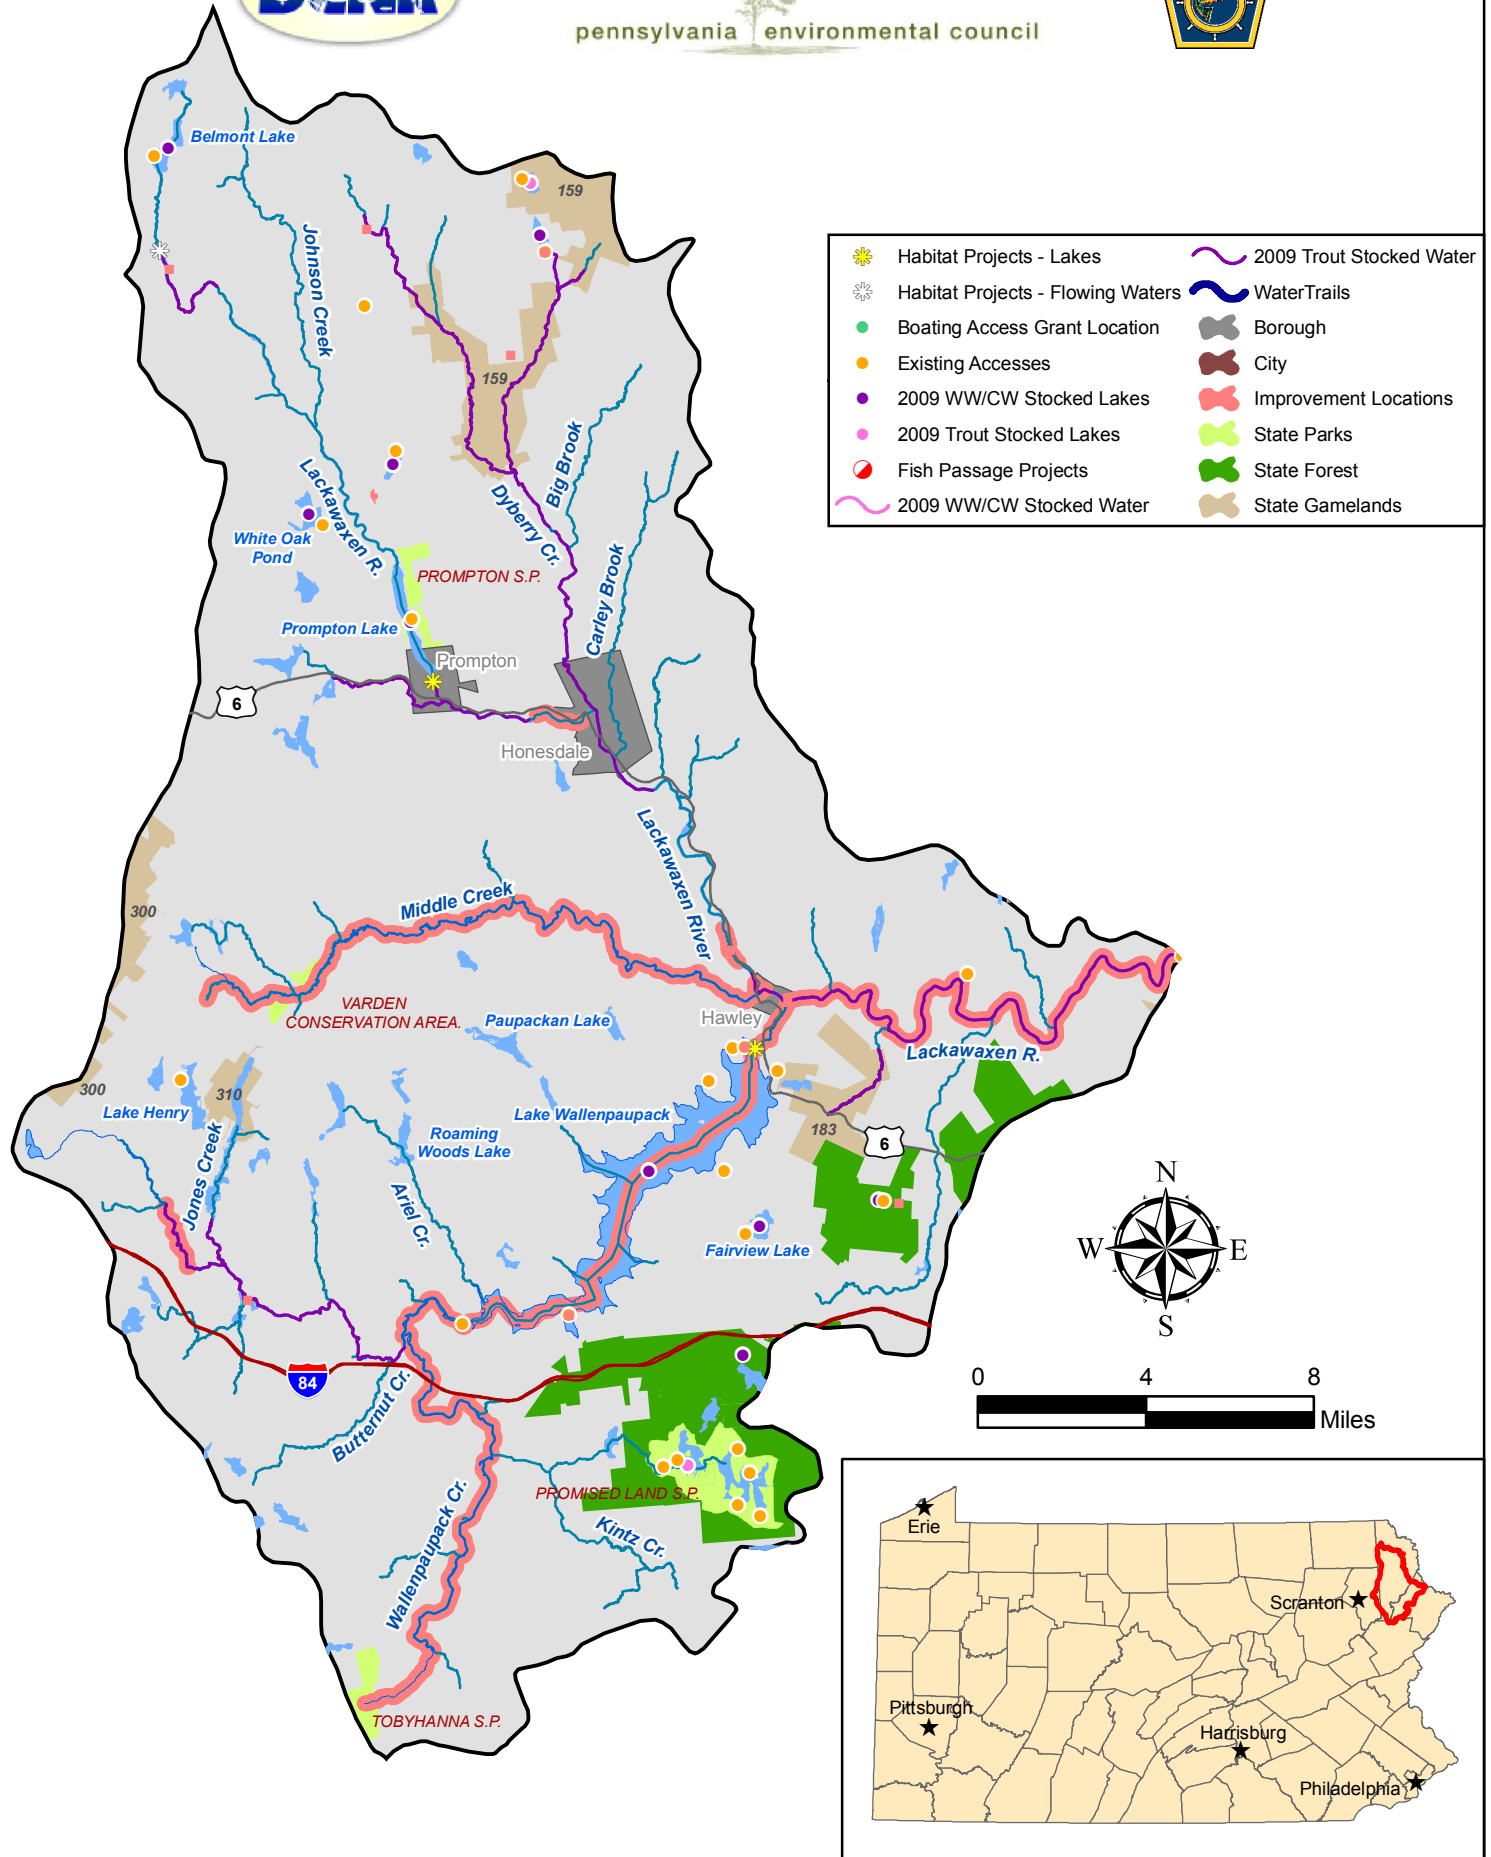 pennsylvania environmental council
Belmont Lake
159
Johnson Creek
Habitat Projects - Lakes
2009 Trout Stocked Water
Habitat Projects - Flowing Waters
WaterTrails
Boating Access Grant Location
Borough
Existing Accesses
City
2009 WW/CW Stocked Lakes
Improvement Locations
2009 Trout Stocked Lakes
State Parks
Fish Passage Projects
State Forest
2009 WW/CW Stocked Water
State Gamelands
159
Big Brook
Lackawaxen R.
Dyberry Cr.
White Oak
Pond
PROMPTON S.P.
Carley Brook
Prompton Lake
Prompton
6
Honesdale
Lackawaxen River
Middle Creek
300
VARDEN
CONSERVATION AREA.
Paupackan Lake
Hawley
Lackawaxen R.
300
310
Lake Henry
Lake Wallenpaupack
183
6
Roaming
Woods Lake
Jones Creek
Ariel Cr.
Fairview Lake
N
W
E
S
84
Butternut Cr.
0
4
8
Miles
PROMISED LAND S.P.
Wallenpaupack Cr.
Kintz Cr.
TOBYHANNA S.P.
Erie
Scranton
Pittsburgh
Harrisburg
Philadelphia